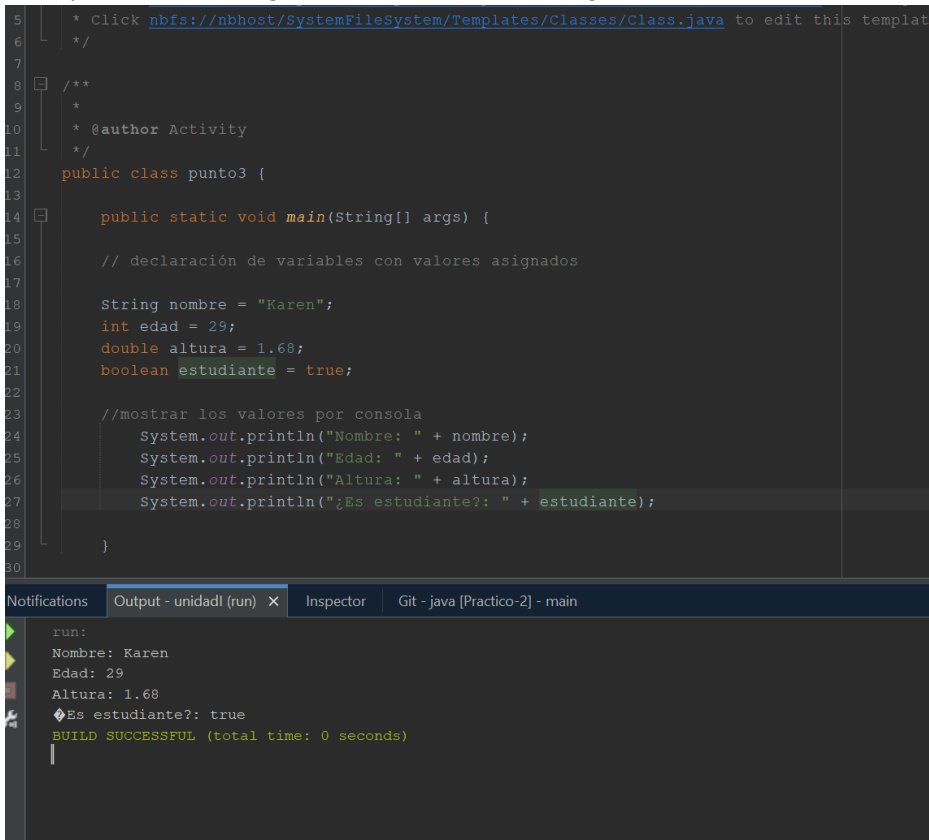 5 * Click nbfs://nbhost/SystemFileSystem/Templates/Classes/Class.java to edit this templat
6 */
7
8 /**
9 *
10 * @author Activity
11 */
12 public class punto3 {
13
14 public static void main(String[] args) {
15
16 // declaración de variables con valores asignados
17
18 String nombre = "Karen";
19 int edad = 29;
20 double altura = 1.68;
21 boolean estudiante = true;
22
23 //mostrar los valores por consola
24 System.out.println("Nombre: " + nombre);
25 System.out.println("Edad: " + edad);
26 System.out.println("Altura: " + altura);
27 System.out.println("¿Es estudiante?: " + estudiante);
28
29 }
30
Notifications Output - unidadI (run) × Inspector Git - java [Practico-2] - main
run:
Nombre: Karen
Edad: 29
Altura: 1.68
�Es estudiante?: true
BUILD SUCCESSFUL (total time: 0 seconds)